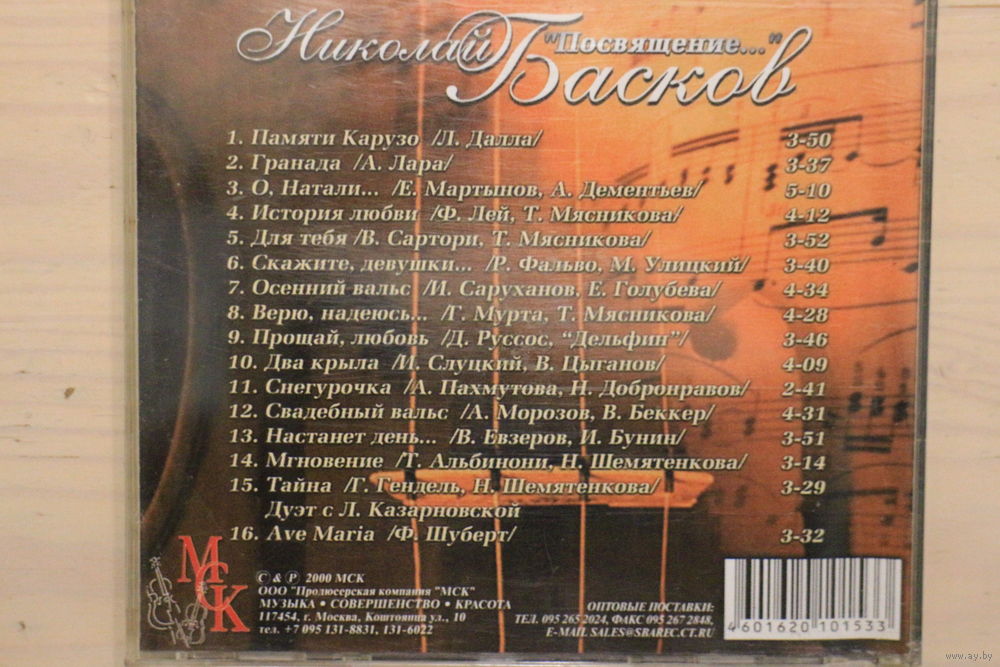 Николай Басков
"Посвящение..."
1. Памяти Карузо /Л. Далла/ 3-50
2. Гранада /А. Лара/ 3-37
3. О, Натали... /Е. Мартынов, А. Дементьев/ 5-10
4. История любви /Ф. Лей, Т. Мясникова/ 4-12
5. Для тебя /В. Сартори, Т. Мясникова/ 3-52
6. Скажите, девушки... /Р. Фальво, М. Улицкий/ 3-40
7. Осенний вальс /И. Саруханов, Е. Голубева/ 4-34
8. Верю, надеюсь... /Г. Мурта, Т. Мясникова/ 4-28
9. Прощай, любовь /Д. Руссос, "Дельфин"/ 3-46
10. Два крыла /И. Слуцкий, В. Цыганов/ 4-09
11. Снегурочка /А. Пахмутова, Н. Добронравов/ 2-41
12. Свадебный вальс /А. Морозов, В. Беккер/ 4-31
13. Настанет день... /В. Евзеров, И. Бунин/ 3-51
14. Мгновение /Т. Альбинони, Н. Шемятенкова/ 3-14
15. Тайна /Г. Гендель, Н. Шемятенкова/ 3-29
Дуэт с Л. Казарновской
16. Ave Maria /Ф. Шуберт/ 3-32
МСК
© & ℗ 2000 МСК
ООО "Продюсерская компания "МСК"
МУЗЫКА • СОВЕРШЕНСТВО • КРАСОТА
117454, г. Москва, Коштоянца ул., 10
тел. +7 095 131-8831, 131-6022
ОПТОВЫЕ ПОСТАВКИ:
ТЕЛ. 095 265 2024, ФАКС 095 267 2848,
E-MAIL SALES@SBAREC.CT.RU
4601620101533
www.ay.by